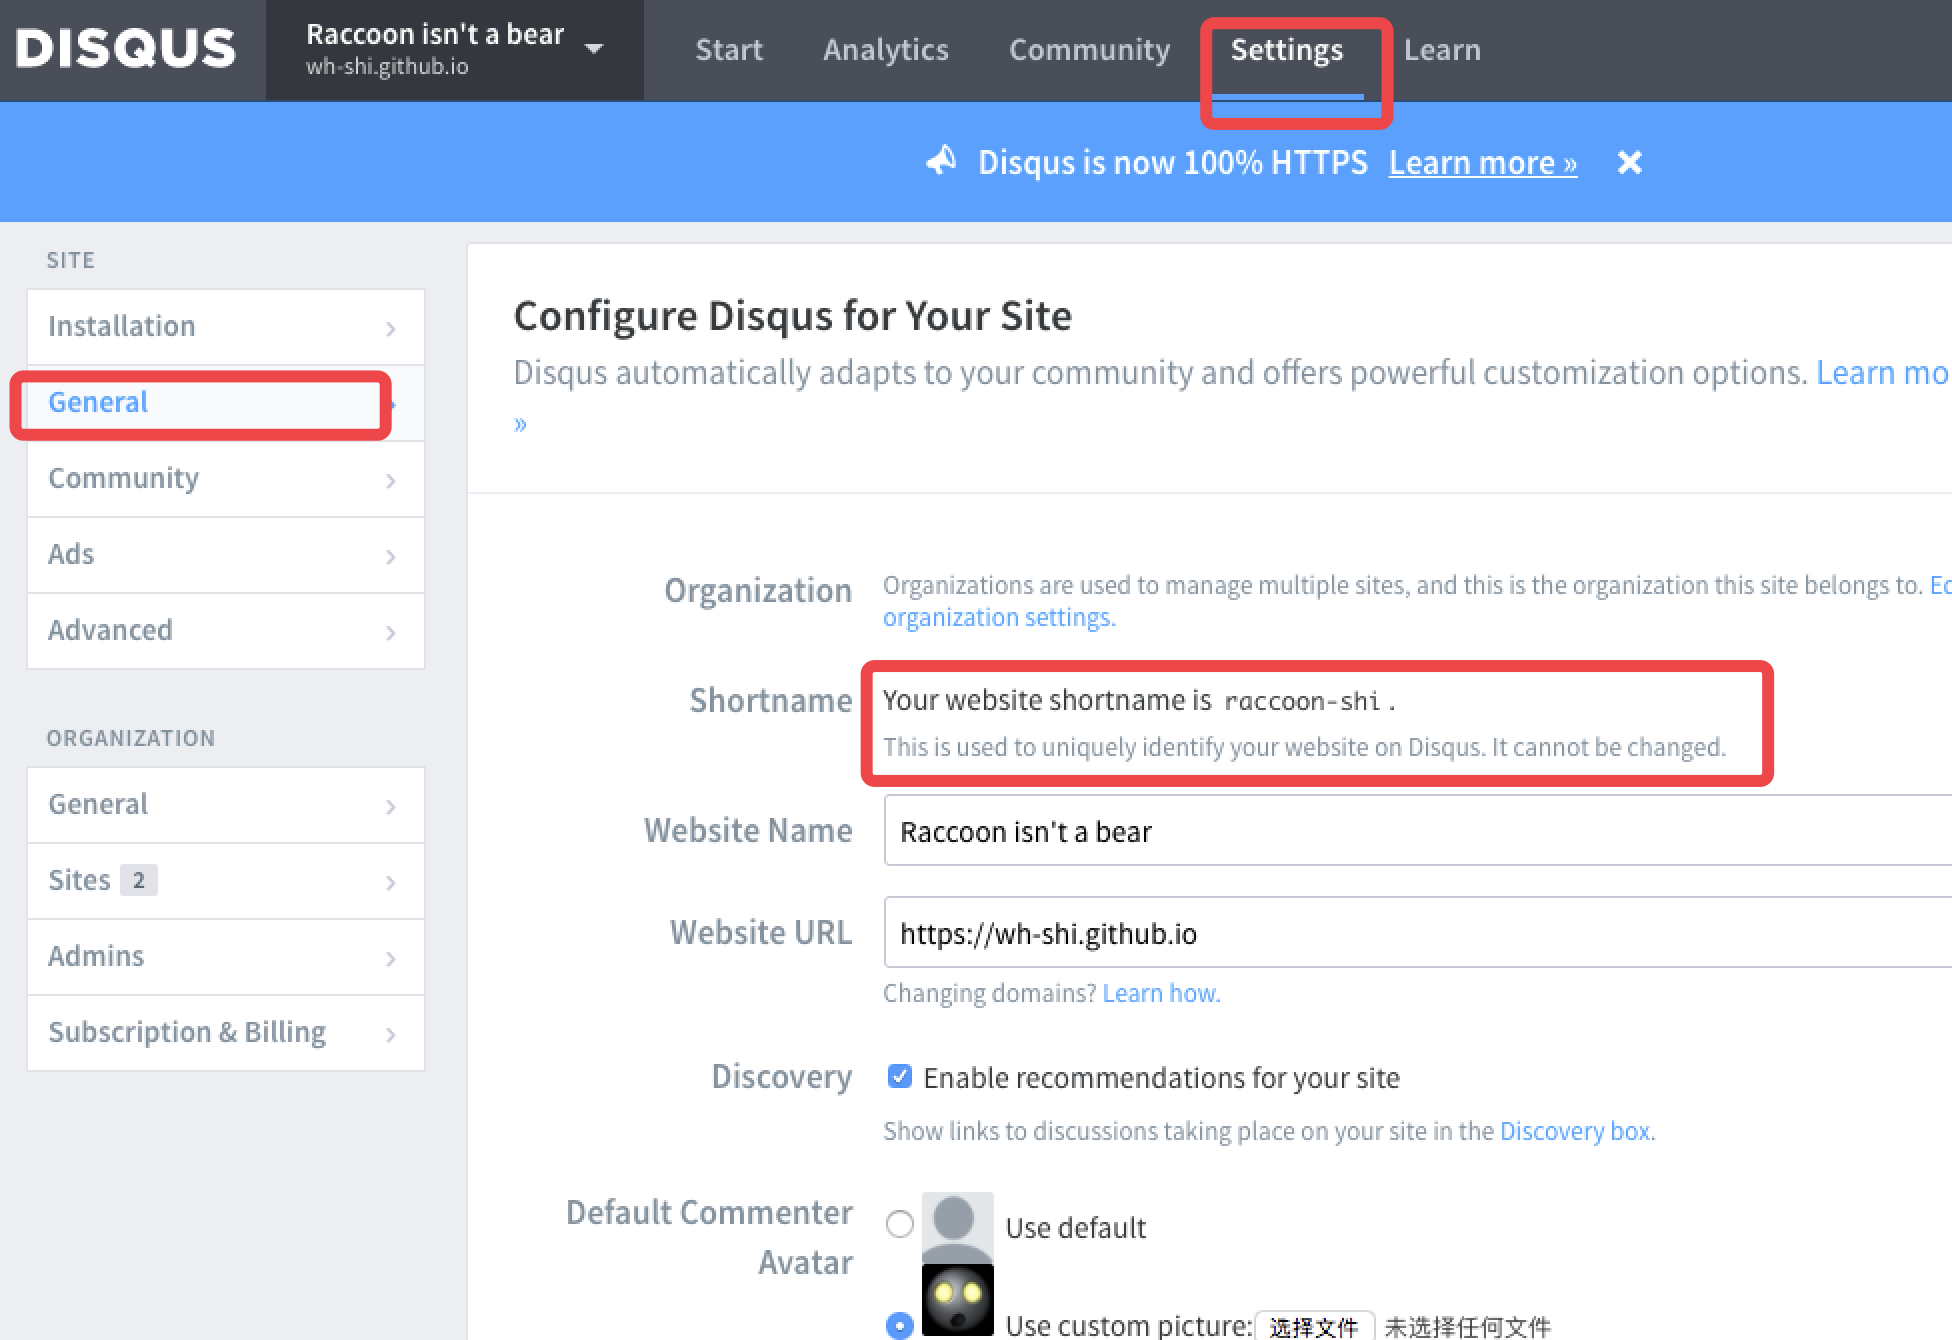 DISQUS
Raccoon isn't a bear
wh-shi.github.io
Start Analytics Community Settings Learn
Disqus is now 100% HTTPS Learn more »
SITE
Installation
General
Community
Ads
Advanced
ORGANIZATION
General
Sites 2
Admins
Subscription & Billing
Configure Disqus for Your Site
Disqus automatically adapts to your community and offers powerful customization options. Learn mo
»
Organization
Organizations are used to manage multiple sites, and this is the organization this site belongs to. Ed
organization settings.
Shortname
Your website shortname is raccoon-shi.
This is used to uniquely identify your website on Disqus. It cannot be changed.
Website Name
Raccoon isn't a bear
Website URL
https://wh-shi.github.io
Changing domains? Learn how.
Discovery
Enable recommendations for your site
Show links to discussions taking place on your site in the Discovery box.
Default Commenter
Avatar
Use default
Use custom picture: 选择文件 未选择任何文件